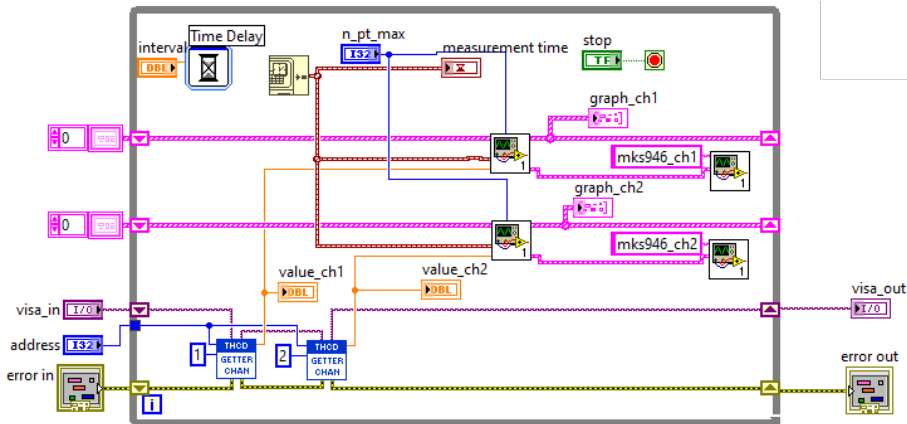 Time Delay
interval
DBL
n_pt_max
I32
measurement time
stop
TF
graph_ch1
0
mks946_ch1
1
graph_ch2
0
mks946_ch2
1
1
1
value_ch1
DBL
value_ch2
DBL
visa_in
I/O
visa_out
I/O
address
I32
1
THCD
GETTER
CHAN
2
THCD
GETTER
CHAN
error in
error out
i